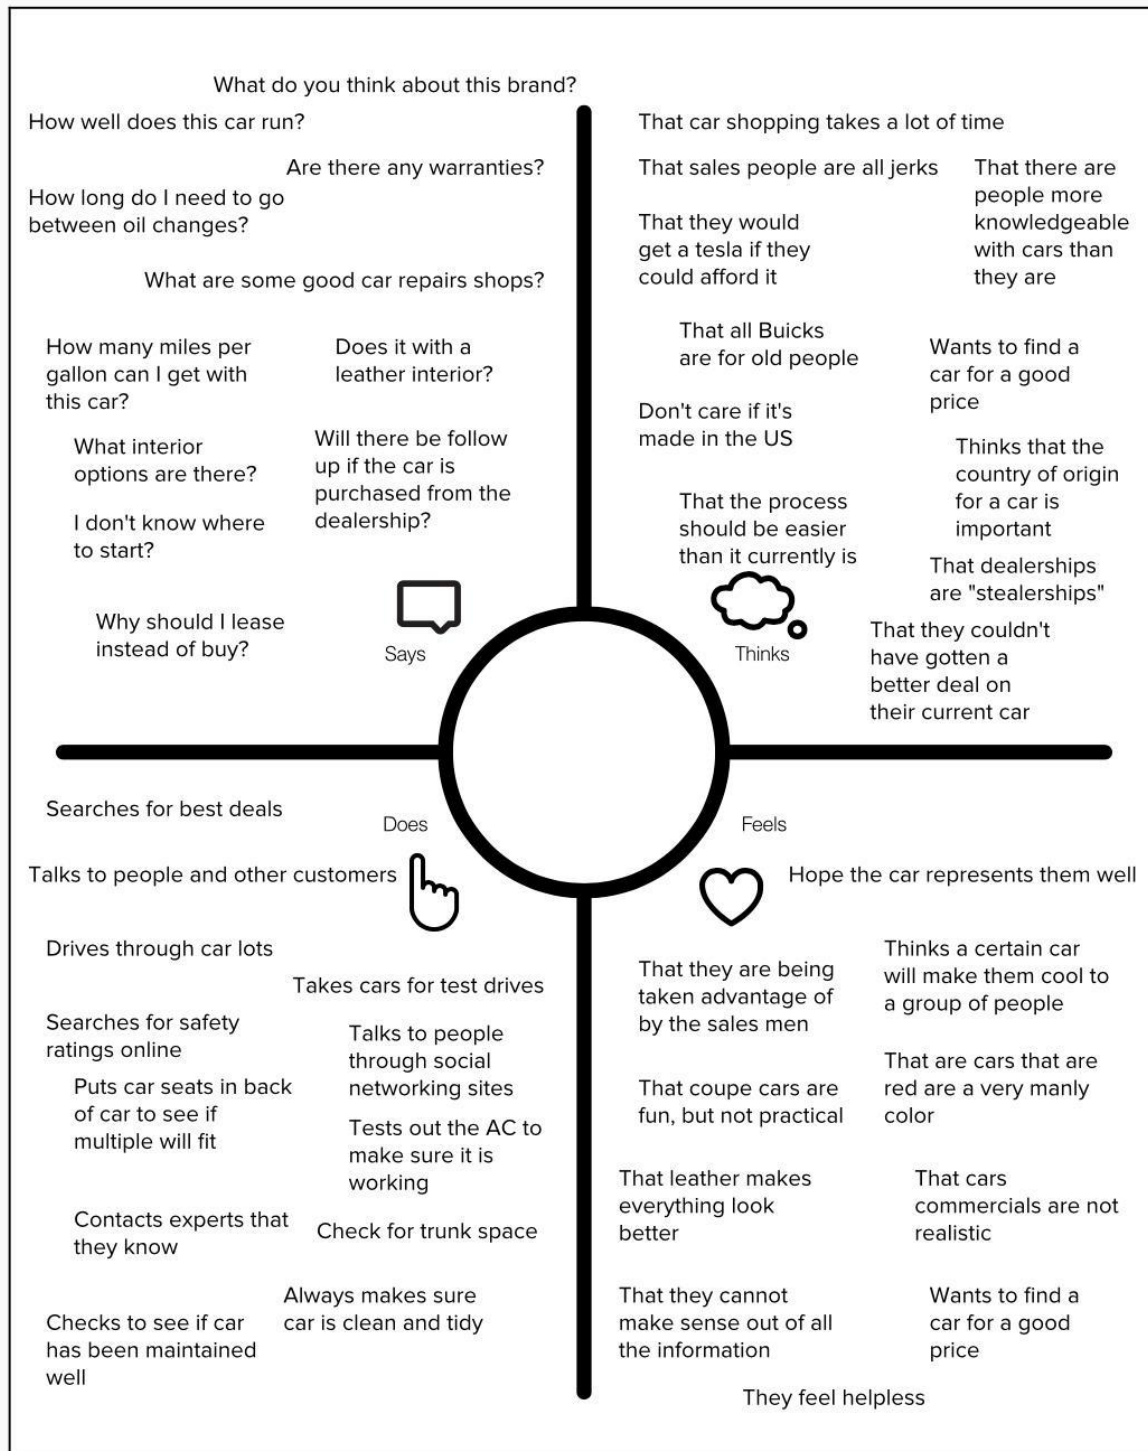 What do you think about this brand?
How well does this car run?
Are there any warranties?
How long do I need to go
between oil changes?
What are some good car repairs shops?
How many miles per
gallon can I get with
this car?
Does it with a
leather interior?
What interior
options are there?
Will there be follow
up if the car is
purchased from the
dealership?
I don't know where
to start?
Why should I lease
instead of buy?
Says
That car shopping takes a lot of time
That sales people are all jerks
That there are
people more
knowledgeable
with cars than
they are
That they would
get a tesla if they
could afford it
That all Buicks
are for old people
Wants to find a
car for a good
price
Don't care if it's
made in the US
Thinks that the
country of origin
for a car is
important
That the process
should be easier
than it currently is
That dealerships
are "stealerships"
Thinks
That they couldn't
have gotten a
better deal on
their current car
Searches for best deals
Does
Talks to people and other customers
Drives through car lots
Takes cars for test drives
Searches for safety
ratings online
Talks to people
through social
networking sites
Puts car seats in back
of car to see if
multiple will fit
Tests out the AC to
make sure it is
working
Contacts experts that
they know
Check for trunk space
Always makes sure
car is clean and tidy
Checks to see if car
has been maintained
well
Feels
Hope the car represents them well
That they are being
taken advantage of
by the sales men
Thinks a certain car
will make them cool to
a group of people
That coupe cars are
fun, but not practical
That are cars that are
red are a very manly
color
That leather makes
everything look
better
That cars
commercials are not
realistic
That they cannot
make sense out of all
the information
Wants to find a
car for a good
price
They feel helpless